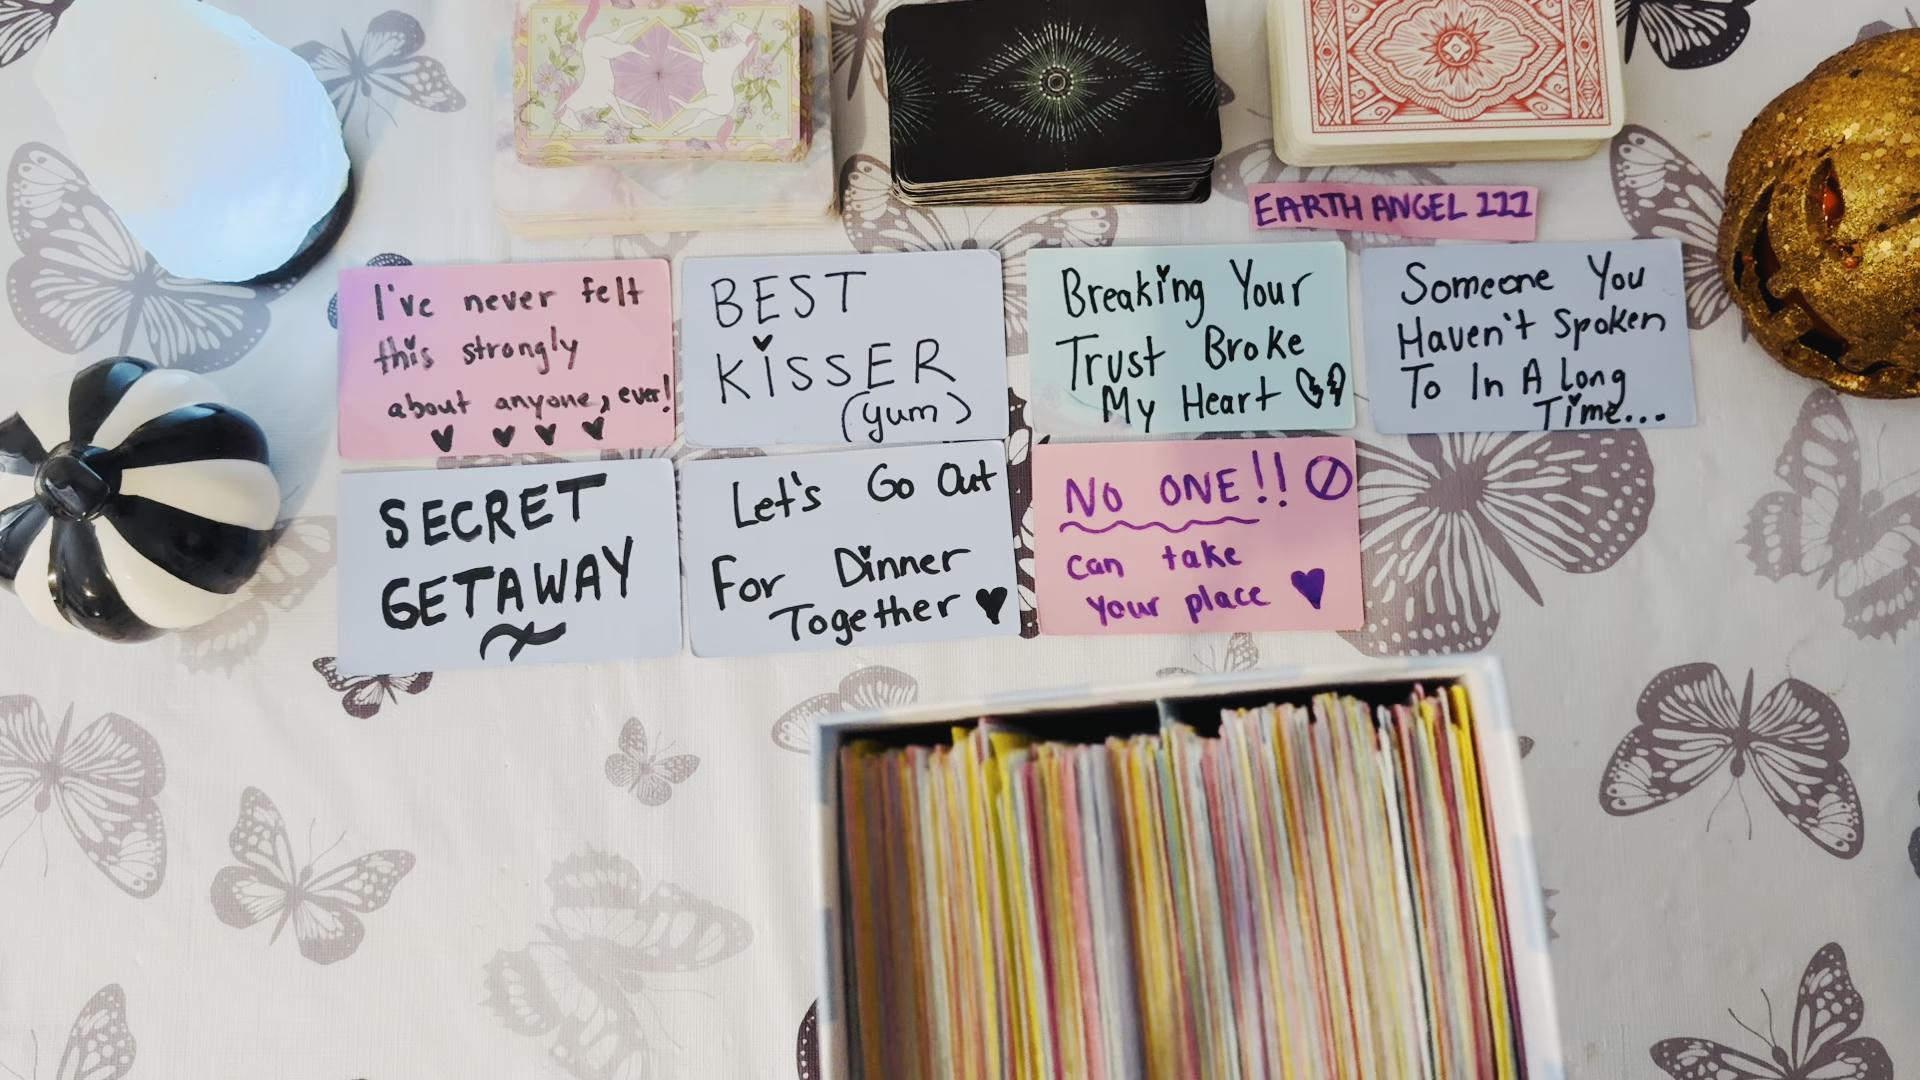 EARTH ANGEL 111
I've never felt
this strongly
about anyone, ever!
BEST
KISSER
(yum)
Breaking Your
Trust Broke
My Heart
Someone You
Haven't Spoken
To In A Long
Time...
SECRET
GETAWAY
Let's Go Out
For Dinner
Together
NO ONE!!
can take
your place